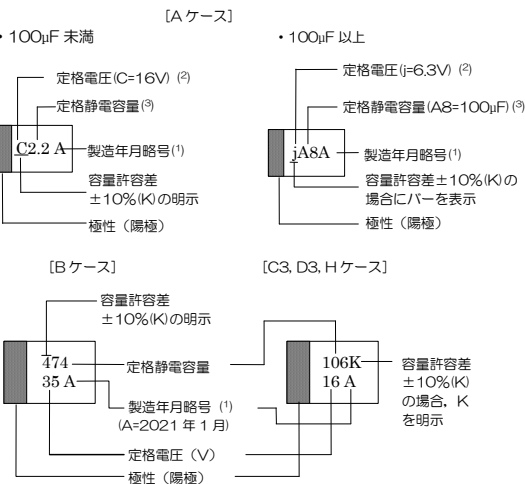 [Aケース]
・100μF 未満
定格電圧(C=16V) (2)
定格静電容量(3)
C2.2 A
製造年月略号(1)
容量許容差
±10%(K)の明示
極性（陽極）
・100μF 以上
定格電圧(j=6.3V) (2)
定格静電容量(A8=100μF)(3)
jA8A
製造年月略号(1)
容量許容差±10%(K)の
場合にバーを表示
極性（陽極）
[Bケース]
容量許容差
±10%(K)の明示
474
35 A
定格静電容量
製造年月略号 (1)
(A=2021 年 1 月)
定格電圧（V）
極性（陽極）
[C3, D3, Hケース]
106K
16 A
容量許容差
±10%(K)
の場合，K
を明示